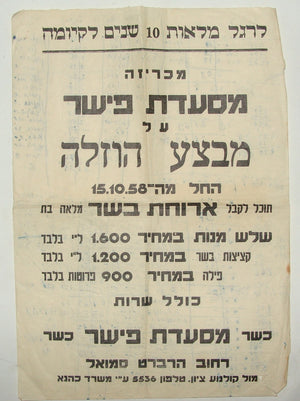 לרגל מלאות 10 שנים לקיומה
מכריזה
מסעדת פישר
על
מבצע הוזלה
החל מה־15.10.58
תוכל לקבל ארוחת בשר מלאה בת
שלש מנות במחיר 1.600 ל״י בלבד
קציצות בשר במחיר 1.200 ל״י בלבד
פילה במחיר 900 פרוטות בלבד
כולל שרות
כשר מסעדת פישר כשר
רחוב הרברט סמואל
מול קולנוע ציון, טלפון 5536 ע״י משרד כהנא